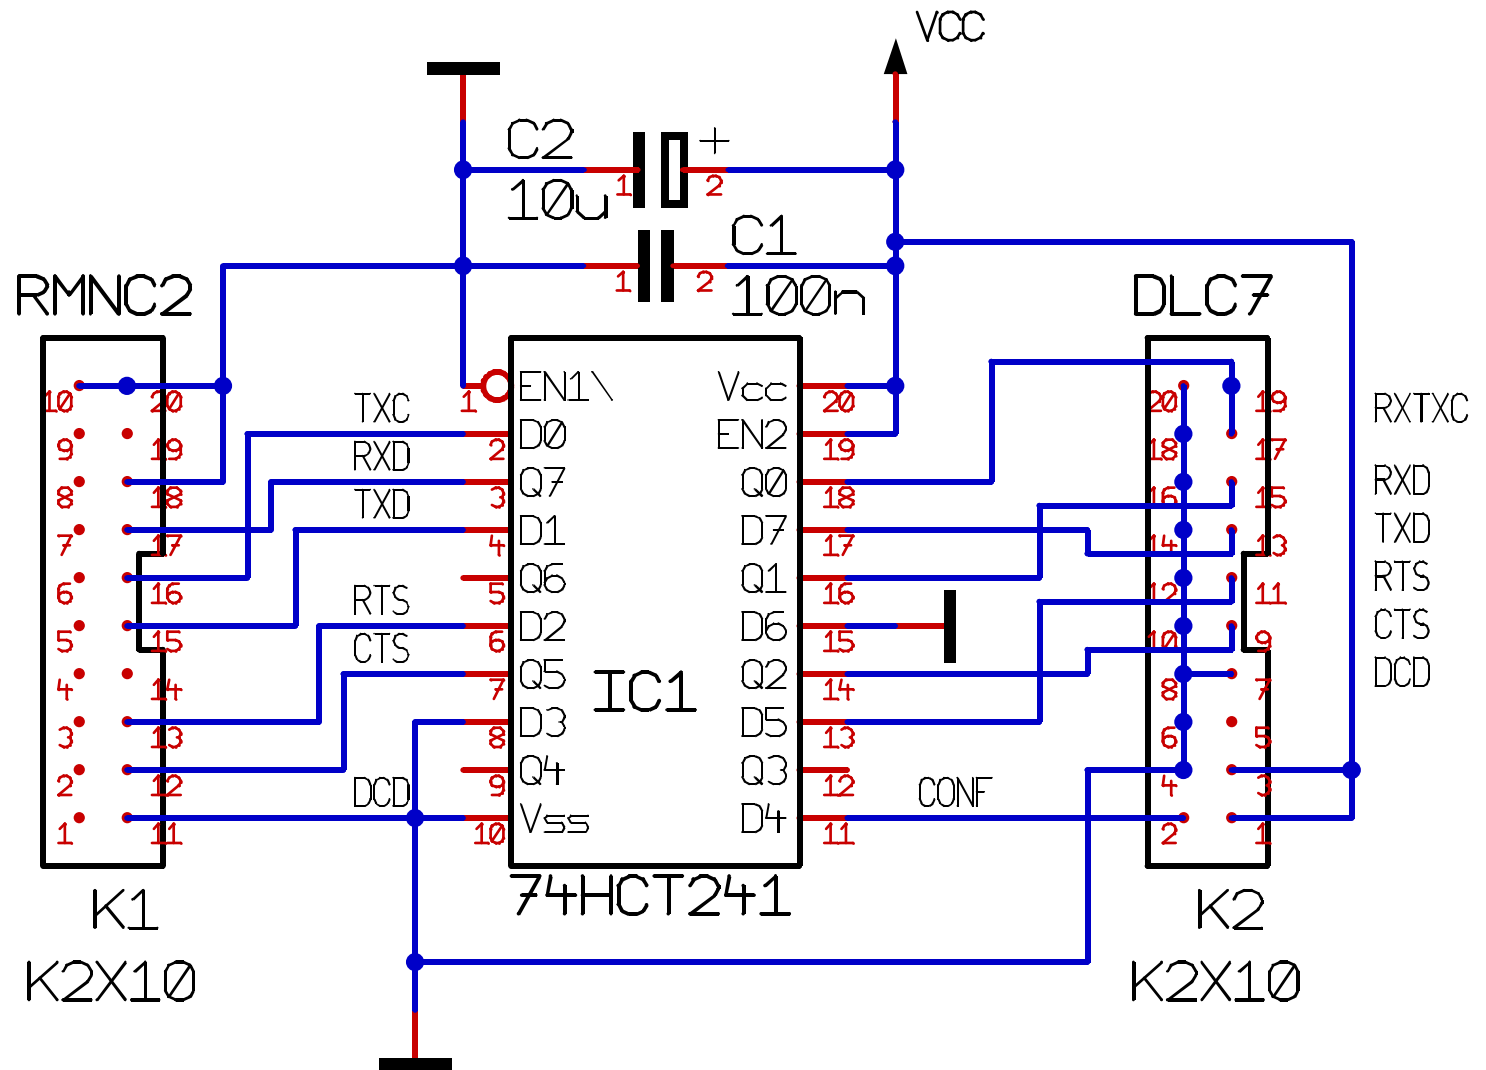 VCC
C2
+
1 2
10u
C1
1 2
100n
RMNC2
DLC7
10 20
9 19
8 18
7 17
6 16
5 15
4 14
3 13
2 12
1 11
K1
K2X10
TXC
RXD
TXD
RTS
CTS
DCD
1 EN1\ Vcc 20
2 D0 EN2 19
3 Q7 Q0 18
4 D1 D7 17
5 Q6 Q1 16
6 D2 D6 15
7 Q5 Q2 14
8 D3 D5 13
9 Q4 Q3 12
10 Vss D4 11
IC1
74HCT241
CONF
20 19
18 17
16 15
14 13
12 11
10 9
8 7
6 5
4 3
2 1
RXTXC
RXD
TXD
RTS
CTS
DCD
K2
K2X10